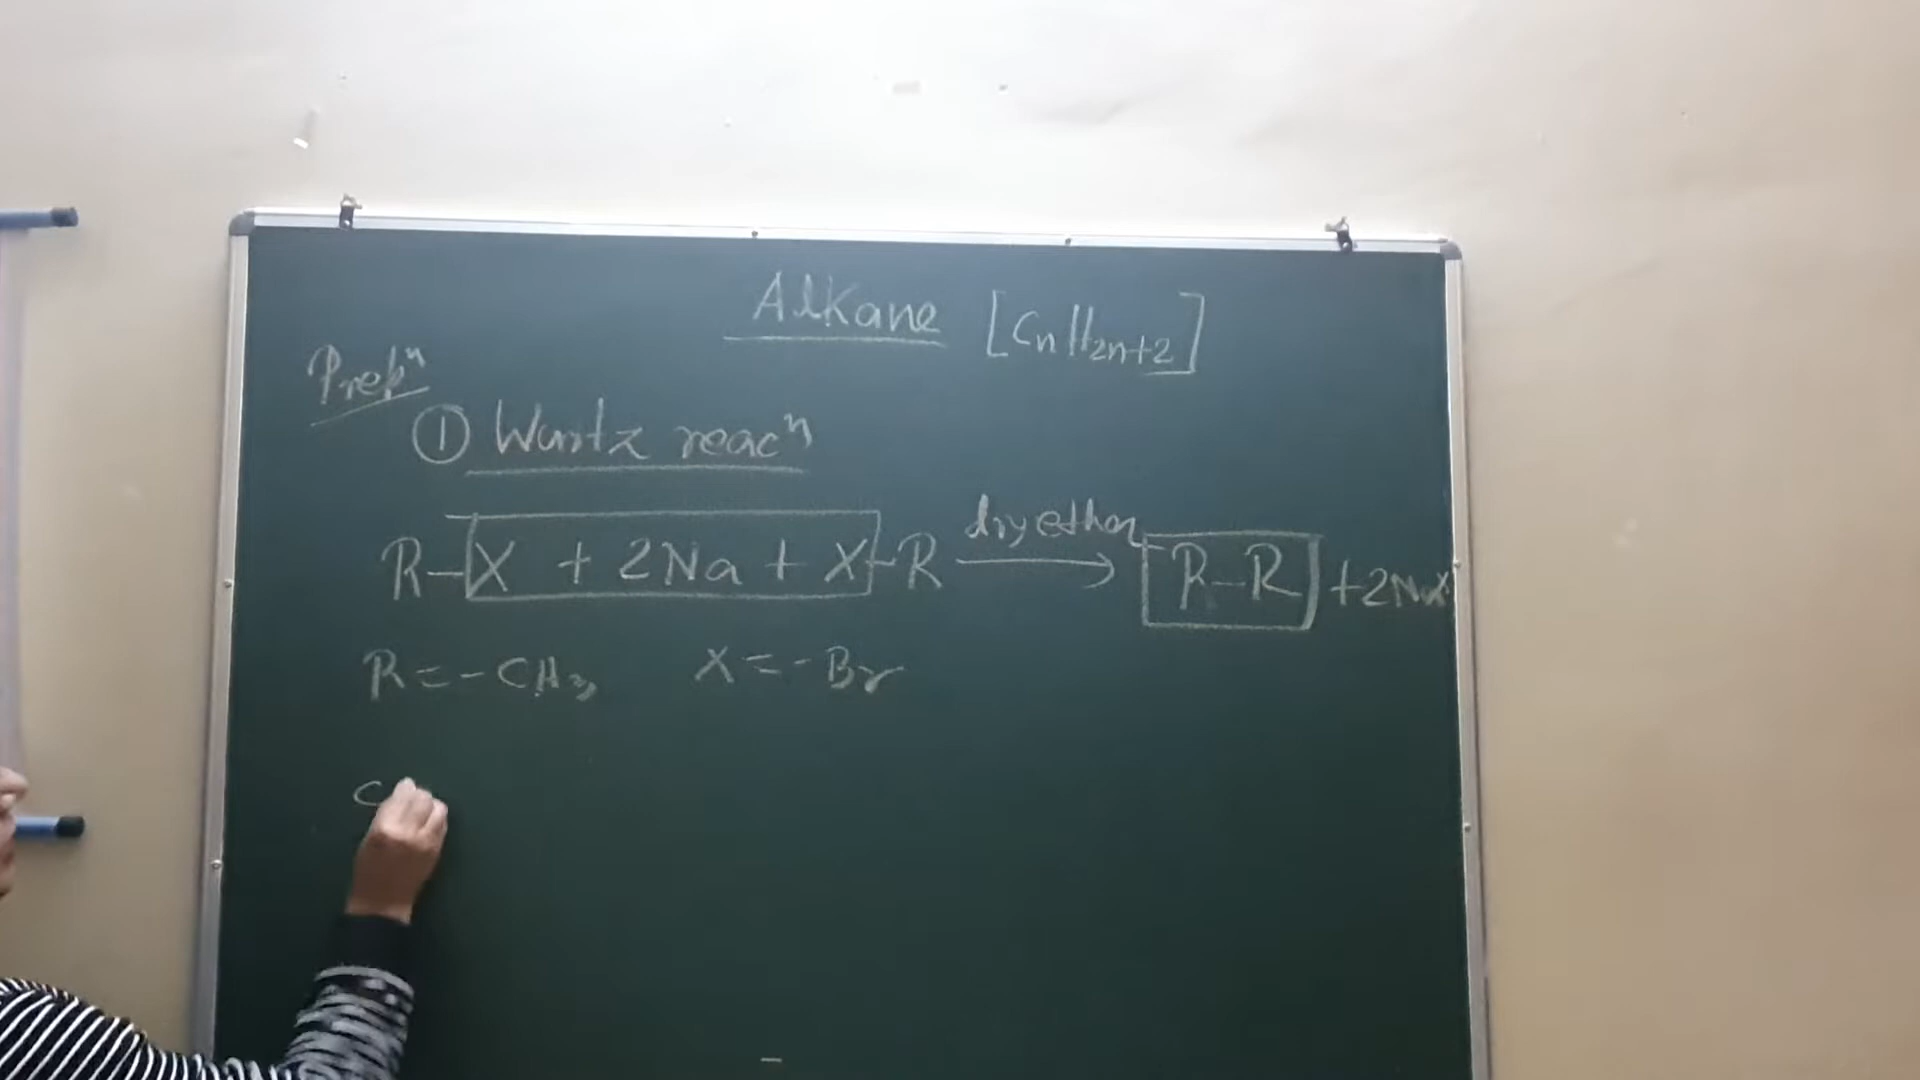 Alkane [CnH2n+2]
Prepⁿ
① Wurtz reacⁿ
R-X + 2Na + X-R dry ether → R-R + 2NaX
R = -CH3 X = -Br
C